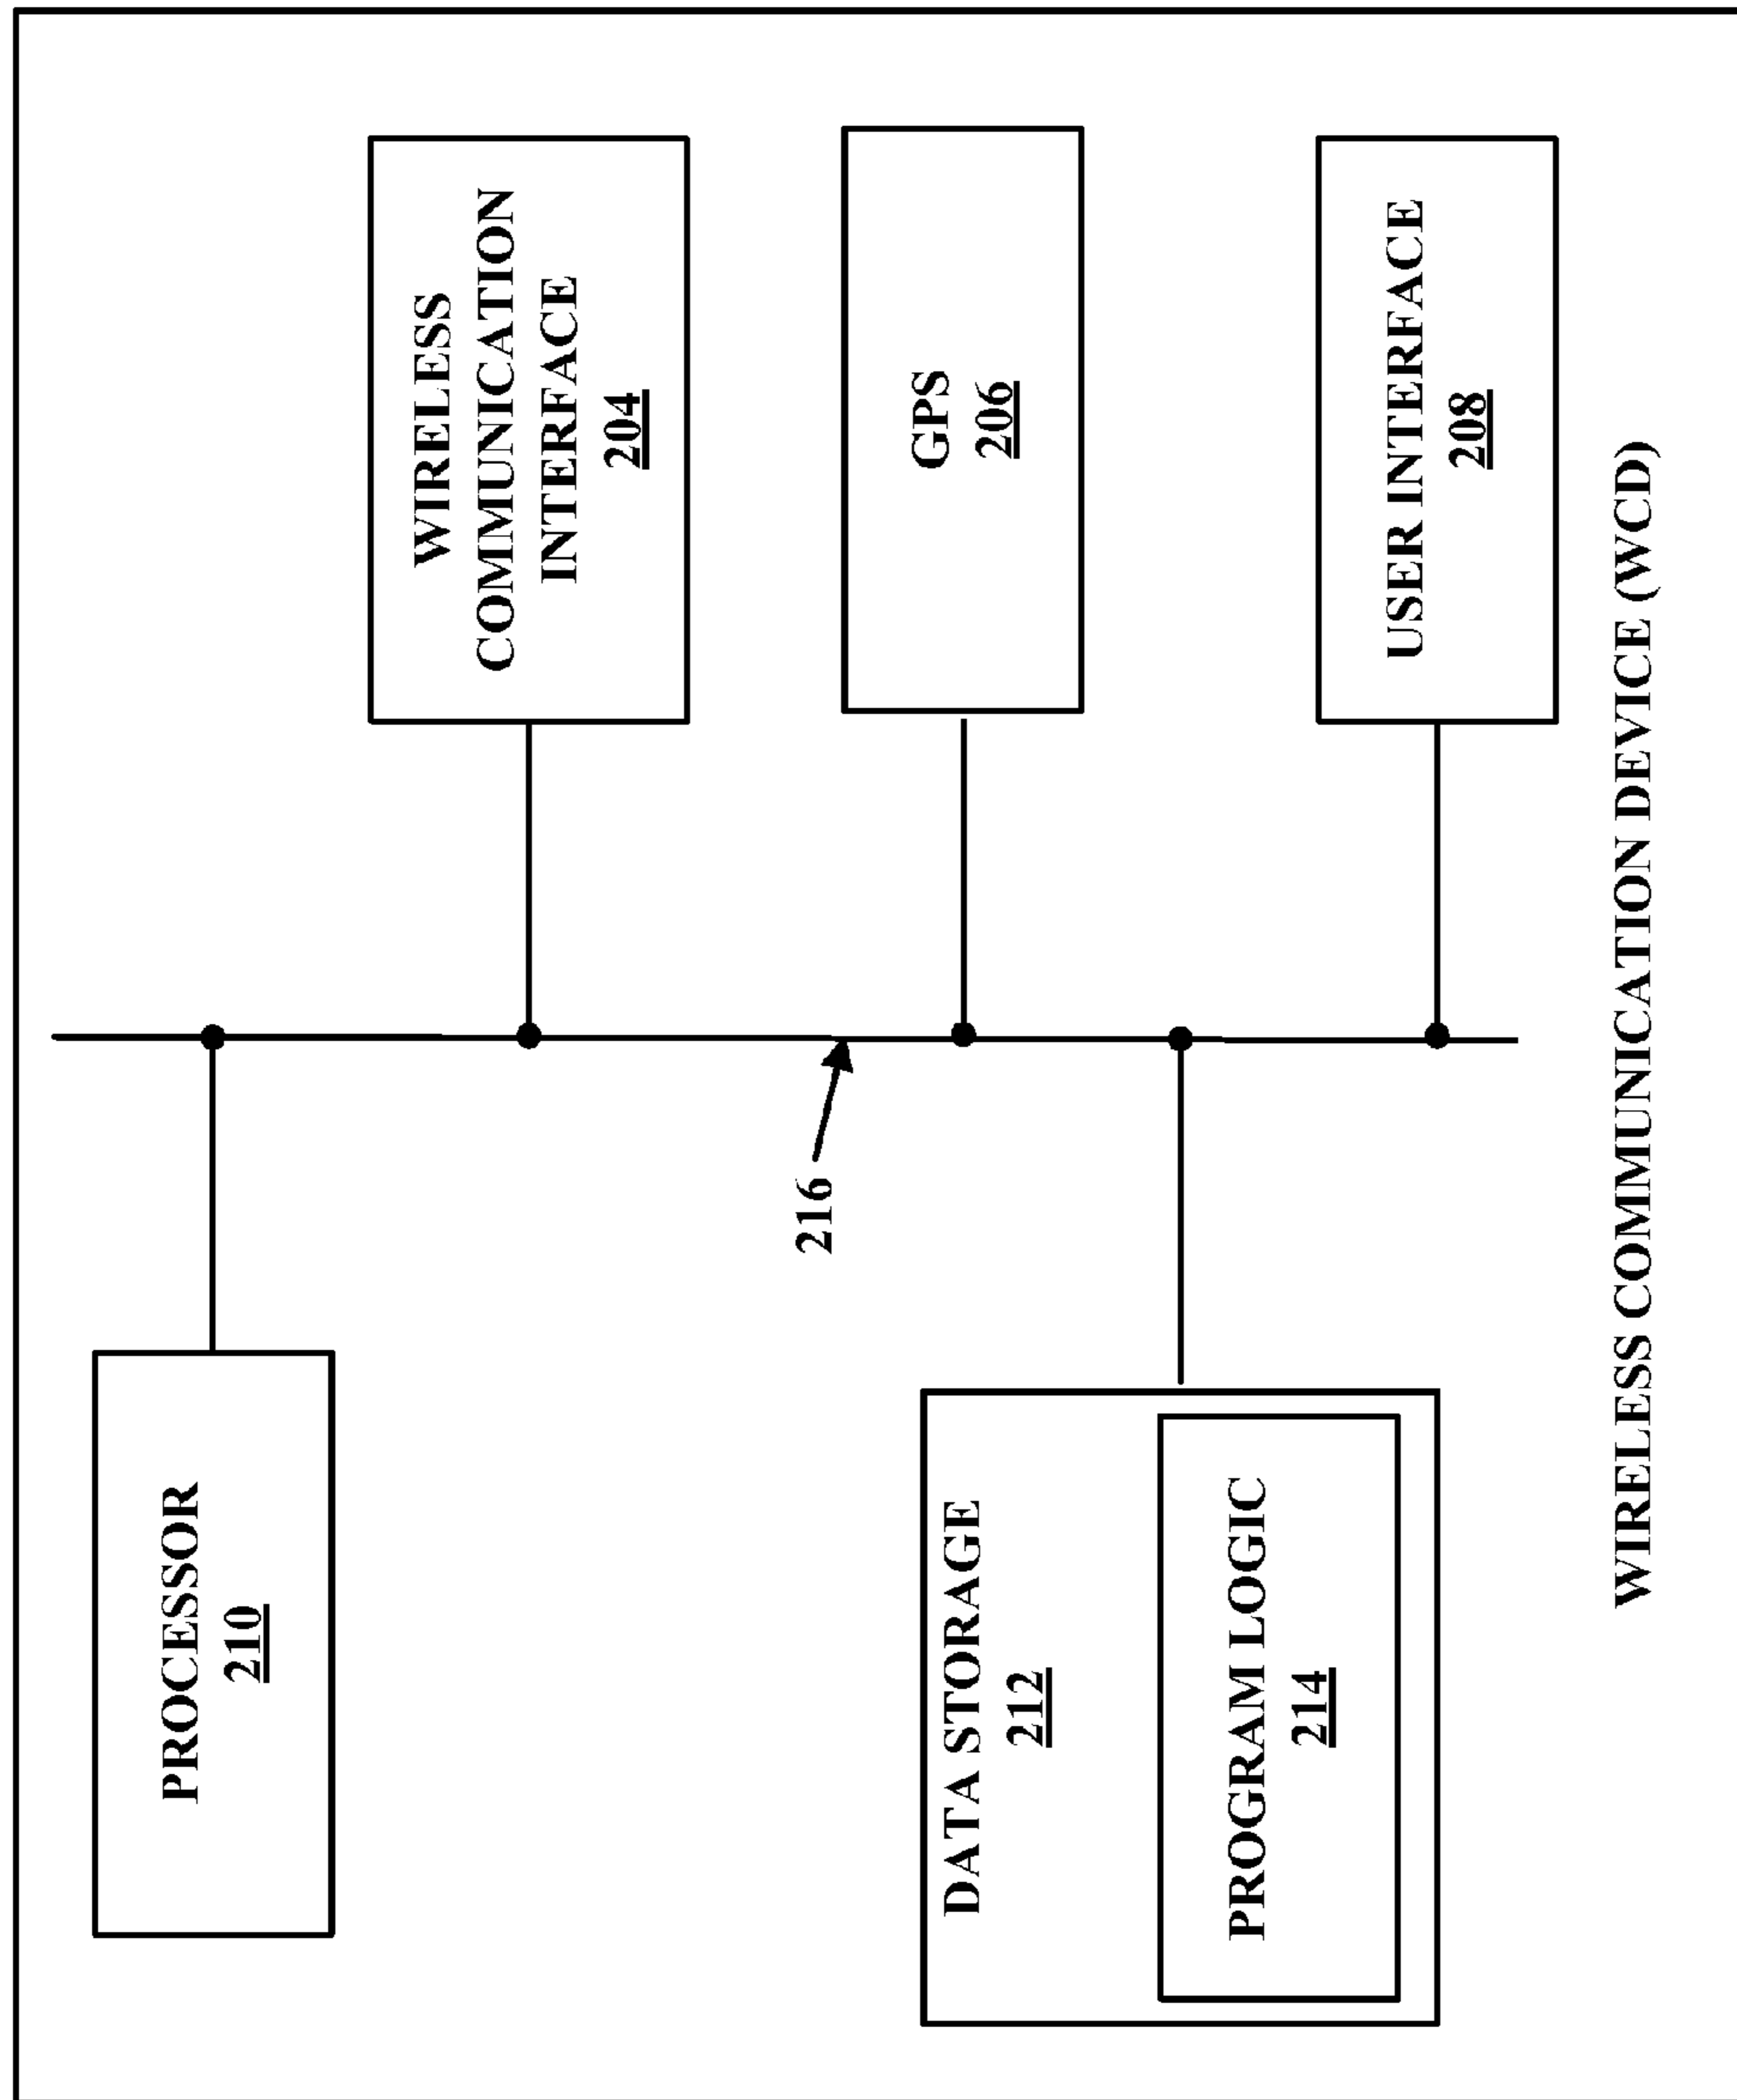 WIRELESS
COMMUNICATION
INTERFACE
204
GPS
206
USER INTERFACE
208
216
PROCESSOR
210
DATA STORAGE
212
PROGRAM LOGIC
214
WIRELESS COMMUNICATION DEVICE (WCD)